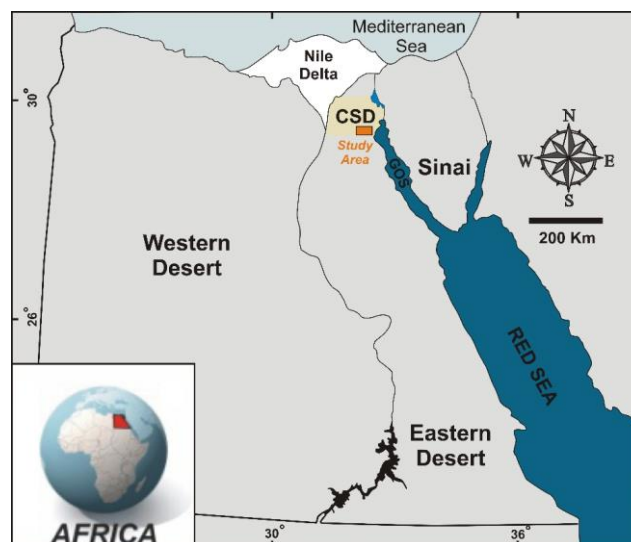 Mediterranean
Sea
Nile
Delta
30°
CSD
Study
Area
GOS
Sinai
N
W
E
S
200 Km
Western
Desert
26°
RED SEA
Eastern
Desert
AFRICA
30°
36°